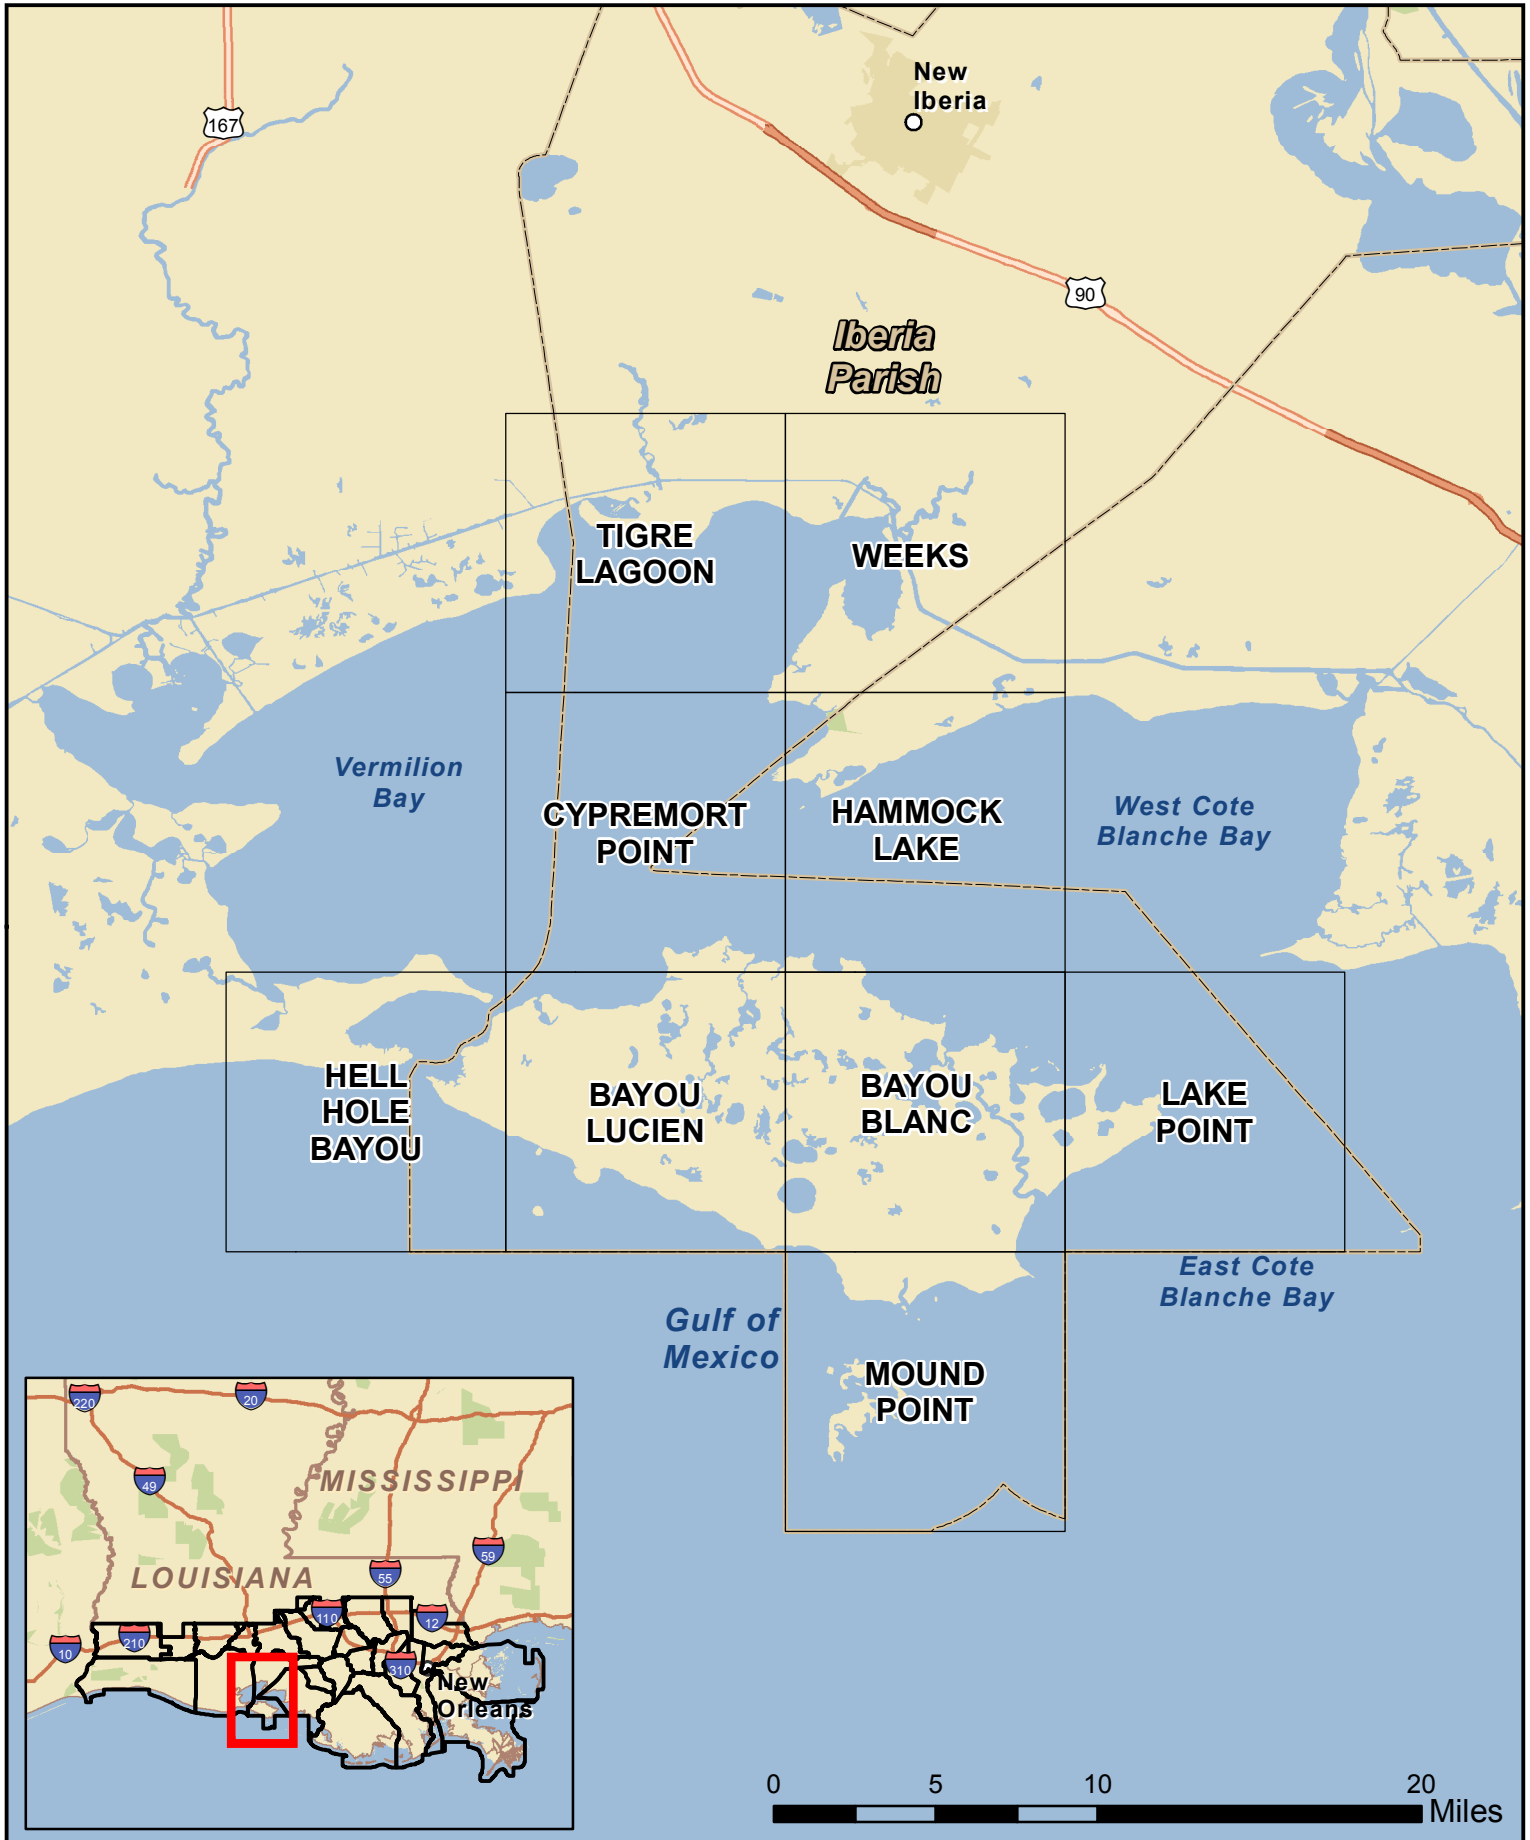 New
Iberia
167
90
Iberia
Parish
TIGRE
LAGOON
WEEKS
Vermilion
Bay
CYPREMORT
POINT
HAMMOCK
LAKE
West Cote
Blanche Bay
HELL
HOLE
BAYOU
BAYOU
LUCIEN
BAYOU
BLANC
LAKE
POINT
East Cote
Blanche Bay
Gulf of
Mexico
MOUND
POINT
220
20
49
MISSISSIPPI
59
LOUISIANA
55
110
12
210
10
310
New
Orleans
0 5 10 20
Miles